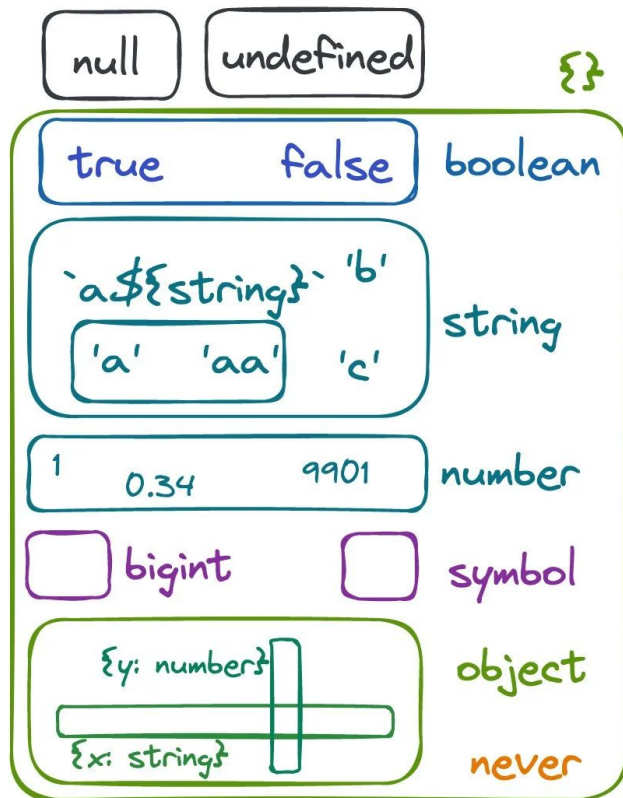 null undefined
{}
true false boolean
`a${string}` 'b'
string
'a' 'aa' 'c'
1 0.34 9901 number
bigint symbol
{y: number}
object
{x: string}
never